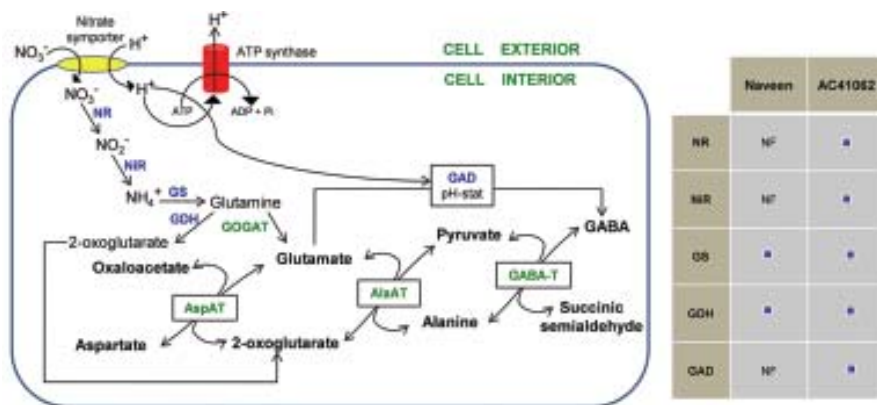 H+
Nitrate
symporter
NO3-
H+
ATP synthase
CELL EXTERIOR
CELL INTERIOR
NO3-
H+
ATP
ADP + Pi
NR
NO2-
NiR
NH4+
GS
Glutamine
GDH
GOGAT
GAD
pH-stat
GABA
2-oxoglutarate
Oxaloacetate
Glutamate
Pyruvate
AspAT
AlaAT
GABA-T
Aspartate
2-oxoglutarate
Alanine
Succinic
semialdehyde
Naveen AC41062
NR NF
NiR NF
GS
GDH
GAD NF